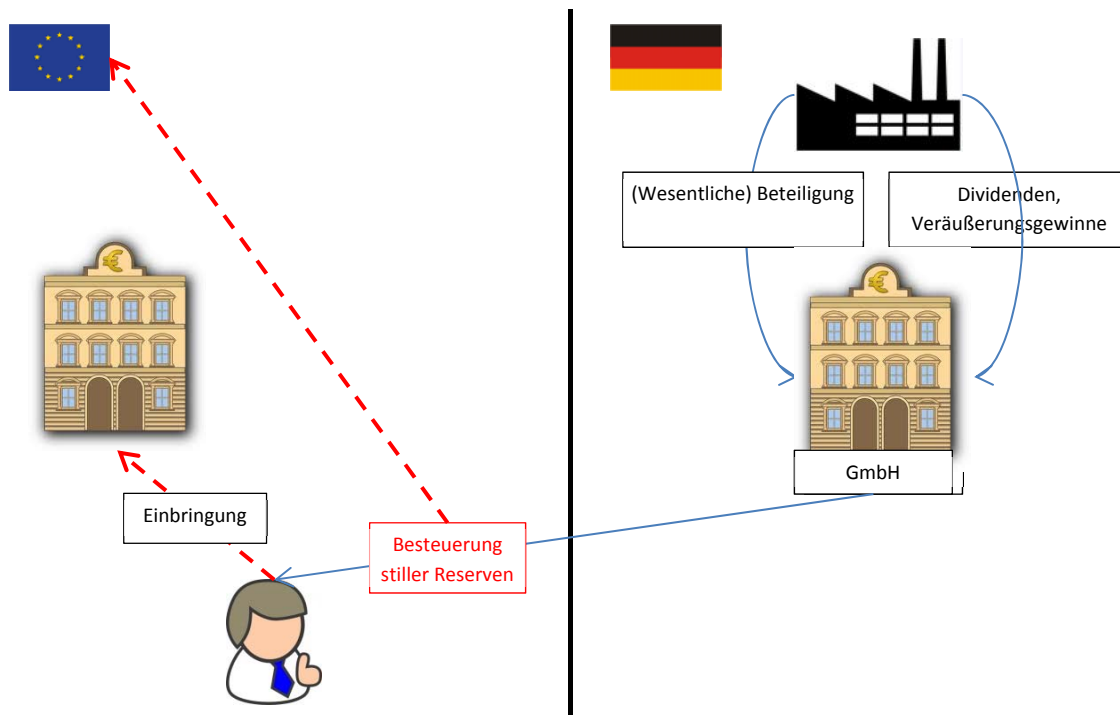 (Wesentliche) Beteiligung
Dividenden,
Veräußerungsgewinne
€
€
GmbH
Einbringung
Besteuerung
stiller Reserven